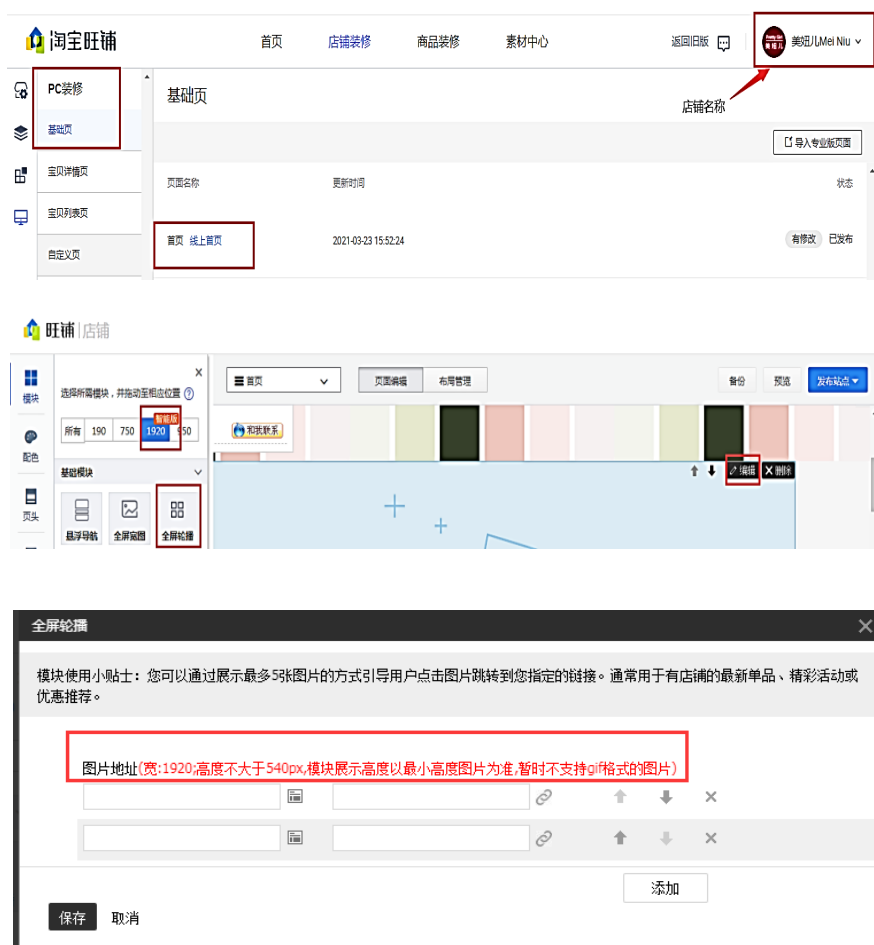 淘宝旺铺 首页 店铺装修 商品装修 素材中心 返回旧版 美妞儿Mei Niu
PC装修
基础页
店铺名称
基础页
导入专业版页面
宝贝详情页
页面名称 更新时间 状态
宝贝列表页
首页 线上首页 2021-03-23 15:52:24 有修改 已发布
自定义页
旺铺 店铺
模块
选择所需模块，并拖动至相应位置 ?
首页 页面编辑 布局管理 备份 预览 发布站点
智能版
所有 190 750 1920 950
和我联系
配色
基础模块
编辑 删除
页头
悬浮导航 全屏宽图 全屏轮播
全屏轮播
模块使用小贴士：您可以通过展示最多5张图片的方式引导用户点击图片跳转到您指定的链接。通常用于有店铺的最新单品、精彩活动或
优惠推荐。
图片地址(宽:1920;高度不大于540px,模块展示高度以最小高度图片为准,暂时不支持gif格式的图片)
添加
保存 取消